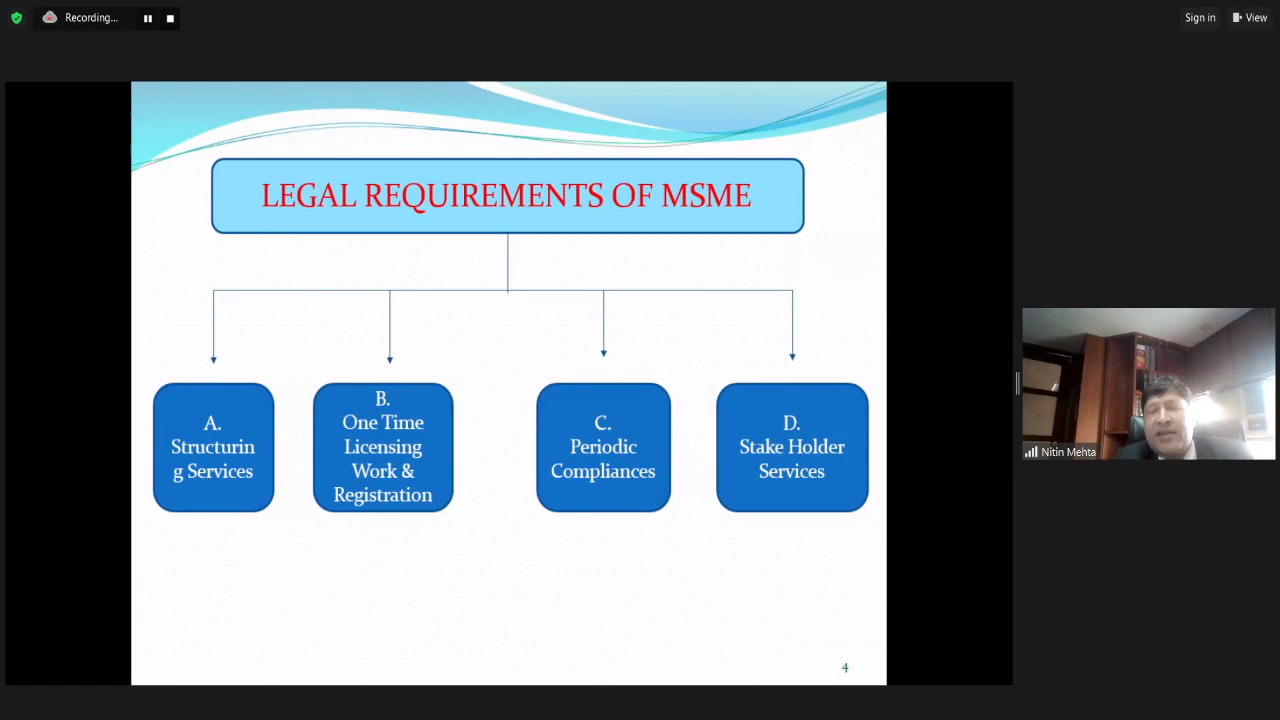 Recording...
Sign in
View
LEGAL REQUIREMENTS OF MSME
A.
Structurin
g Services
B.
One Time
Licensing
Work &
Registration
C.
Periodic
Compliances
D.
Stake Holder
Services
Nitin Mehta
4